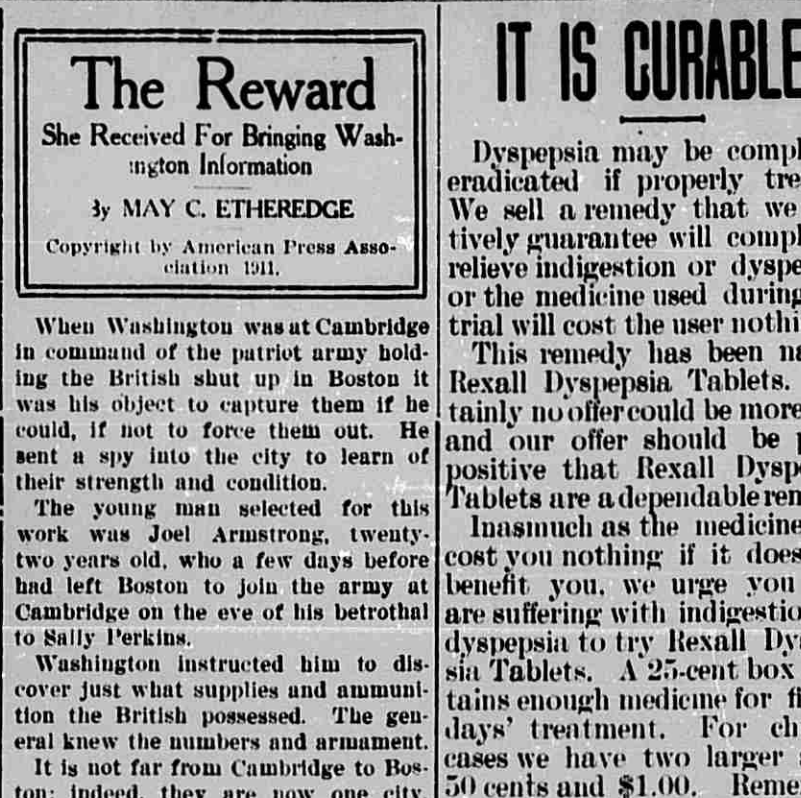 The Reward
She Received For Bringing Wash-
ington Information
By MAY C. ETHEREDGE
Copyright by American Press Asso-
ciation 1911.
When Washington was at Cambridge
in command of the patriot army hold-
ing the British shut up in Boston it
was his object to capture them if he
could, if not to force them out. He
sent a spy into the city to learn of
their strength and condition.
The young man selected for this
work was Joel Armstrong, twenty-
two years old, who a few days before
had left Boston to join the army at
Cambridge on the eve of his betrothal
to Sally Perkins.
Washington instructed him to dis-
cover just what supplies and ammuni-
tion the British possessed. The gen-
eral knew the numbers and armament.
It is not far from Cambridge to Bos-
ton; indeed, they are now one city,
IT IS CURABLE
Dyspepsia may be compl
eradicated if properly tre
We sell a remedy that we
tively guarantee will compl
relieve indigestion or dyspe
or the medicine used during
trial will cost the user nothi
This remedy has been na
Rexall Dyspepsia Tablets.
tainly no offer could be more
and our offer should be p
positive that Rexall Dyspe
Tablets are a dependable rem
Inasmuch as the medicine
cost you nothing if it does
benefit you, we urge you
are suffering with indigestio
dyspepsia to try Rexall Dy
sia Tablets. A 25-cent box
tains enough medicine for fi
days' treatment. For ch
cases we have two larger
50 cents and $1.00. Reme